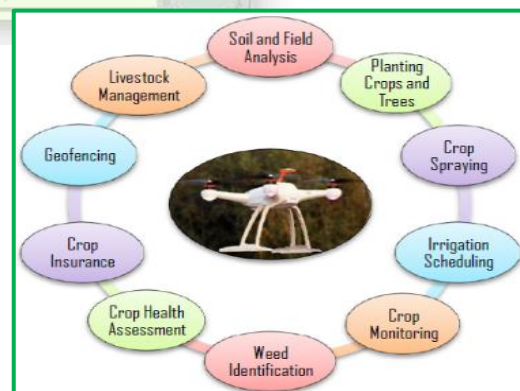 Soil and Field
Analysis
Planting
Crops and
Trees
Crop
Spraying
Irrigation
Scheduling
Crop
Monitoring
Weed
Identification
Crop Health
Assessment
Crop
Insurance
Geofencing
Livestock
Management